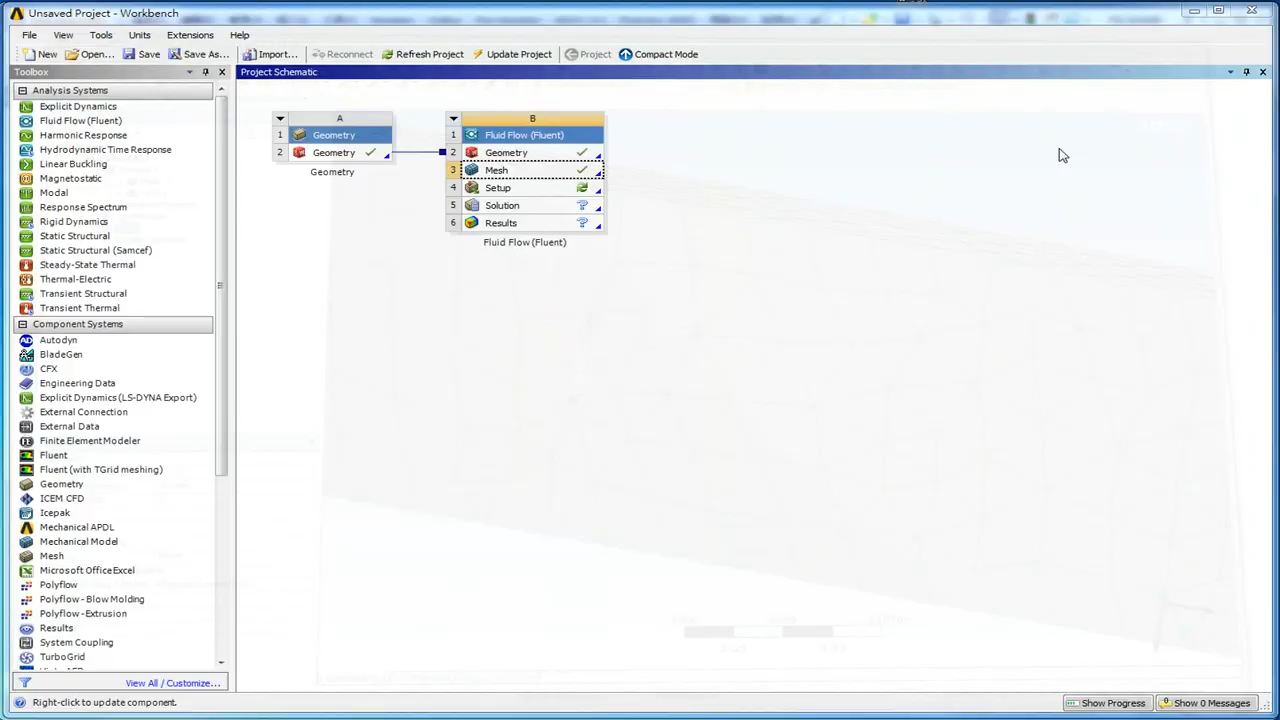 Unsaved Project - Workbench
File View Tools Units Extensions Help
New Open... Save Save As... Import... Reconnect Refresh Project Update Project Project Compact Mode
Toolbox
Project Schematic
Analysis Systems
Explicit Dynamics
Fluid Flow (Fluent)
Harmonic Response
Hydrodynamic Time Response
Linear Buckling
Magnetostatic
Modal
Response Spectrum
Rigid Dynamics
Static Structural
Static Structural (Samcef)
Steady-State Thermal
Thermal-Electric
Transient Structural
Transient Thermal
Component Systems
Autodyn
BladeGen
CFX
Engineering Data
Explicit Dynamics (LS-DYNA Export)
External Connection
External Data
Finite Element Modeler
Fluent
Fluent (with TGrid meshing)
Geometry
ICEM CFD
Icepak
Mechanical APDL
Mechanical Model
Mesh
Microsoft Office Excel
Polyflow
Polyflow - Blow Molding
Polyflow - Extrusion
Results
System Coupling
TurboGrid
View All / Customize...
A
1 Geometry
2 Geometry
Geometry
B
1 Fluid Flow (Fluent)
2 Geometry
3 Mesh
4 Setup
5 Solution
6 Results
Fluid Flow (Fluent)
Right-click to update component.
Show Progress
Show 0 Messages